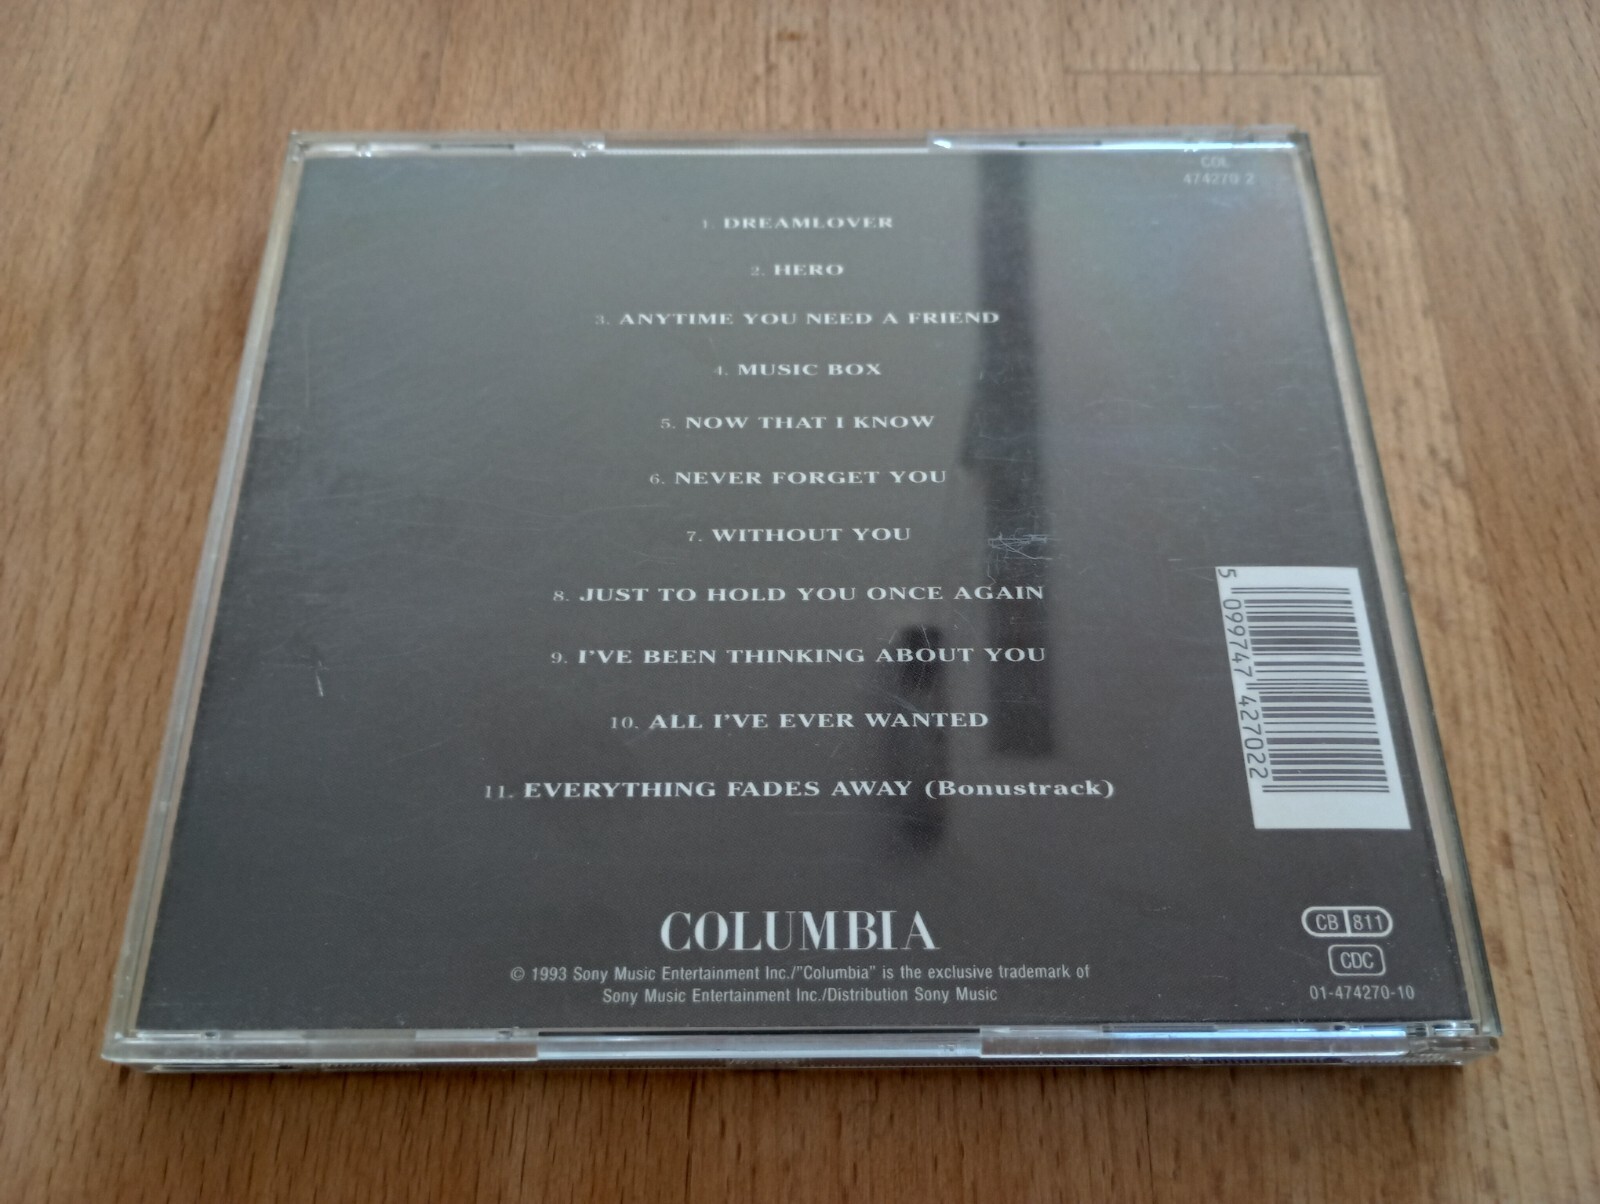 COL
474270 2
1. DREAMLOVER
2. HERO
3. ANYTIME YOU NEED A FRIEND
4. MUSIC BOX
5. NOW THAT I KNOW
6. NEVER FORGET YOU
7. WITHOUT YOU
8. JUST TO HOLD YOU ONCE AGAIN
9. I'VE BEEN THINKING ABOUT YOU
10. ALL I'VE EVER WANTED
11. EVERYTHING FADES AWAY (Bonustrack)
5 099747 427022
COLUMBIA
© 1993 Sony Music Entertainment Inc./"Columbia" is the exclusive trademark of
Sony Music Entertainment Inc./Distribution Sony Music
CB 811
CDC
01-474270-10